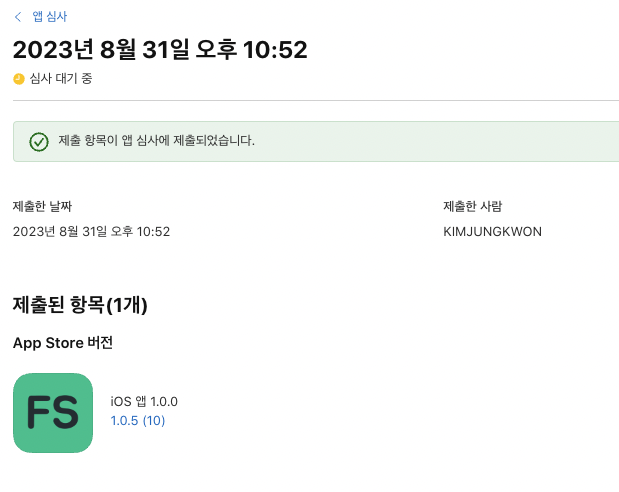 앱 심사
2023년 8월 31일 오후 10:52
심사 대기 중
제출 항목이 앱 심사에 제출되었습니다.
제출한 날짜
2023년 8월 31일 오후 10:52
제출한 사람
KIMJUNGKWON
제출된 항목(1개)
App Store 버전
FS
iOS 앱 1.0.0
1.0.5 (10)